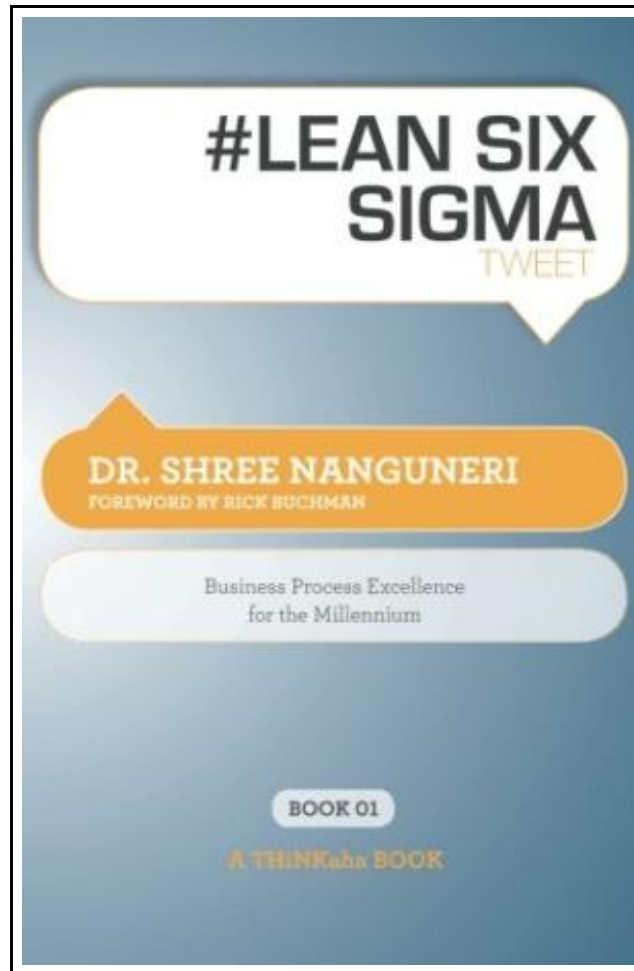 #LEAN SIX
SIGMA
TWEET
DR. SHREE NANGUNERI
FOREWORD BY RICK BUCHMAN
Business Process Excellence
for the Millennium
BOOK 01
A THiNKaha BOOK